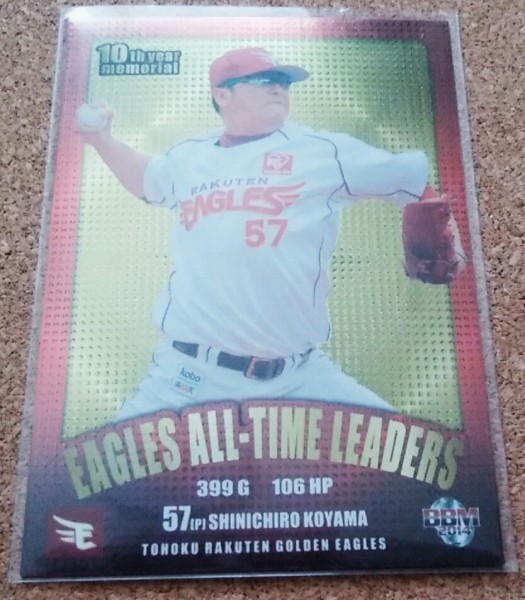 10th year
memorial
RAKUTEN
EAGLES
57
kobo
EAGLES ALL-TIME LEADERS
399 G 106 HP
57(P) SHINICHIRO KOYAMA
TOHOKU RAKUTEN GOLDEN EAGLES
E
BBM
2014